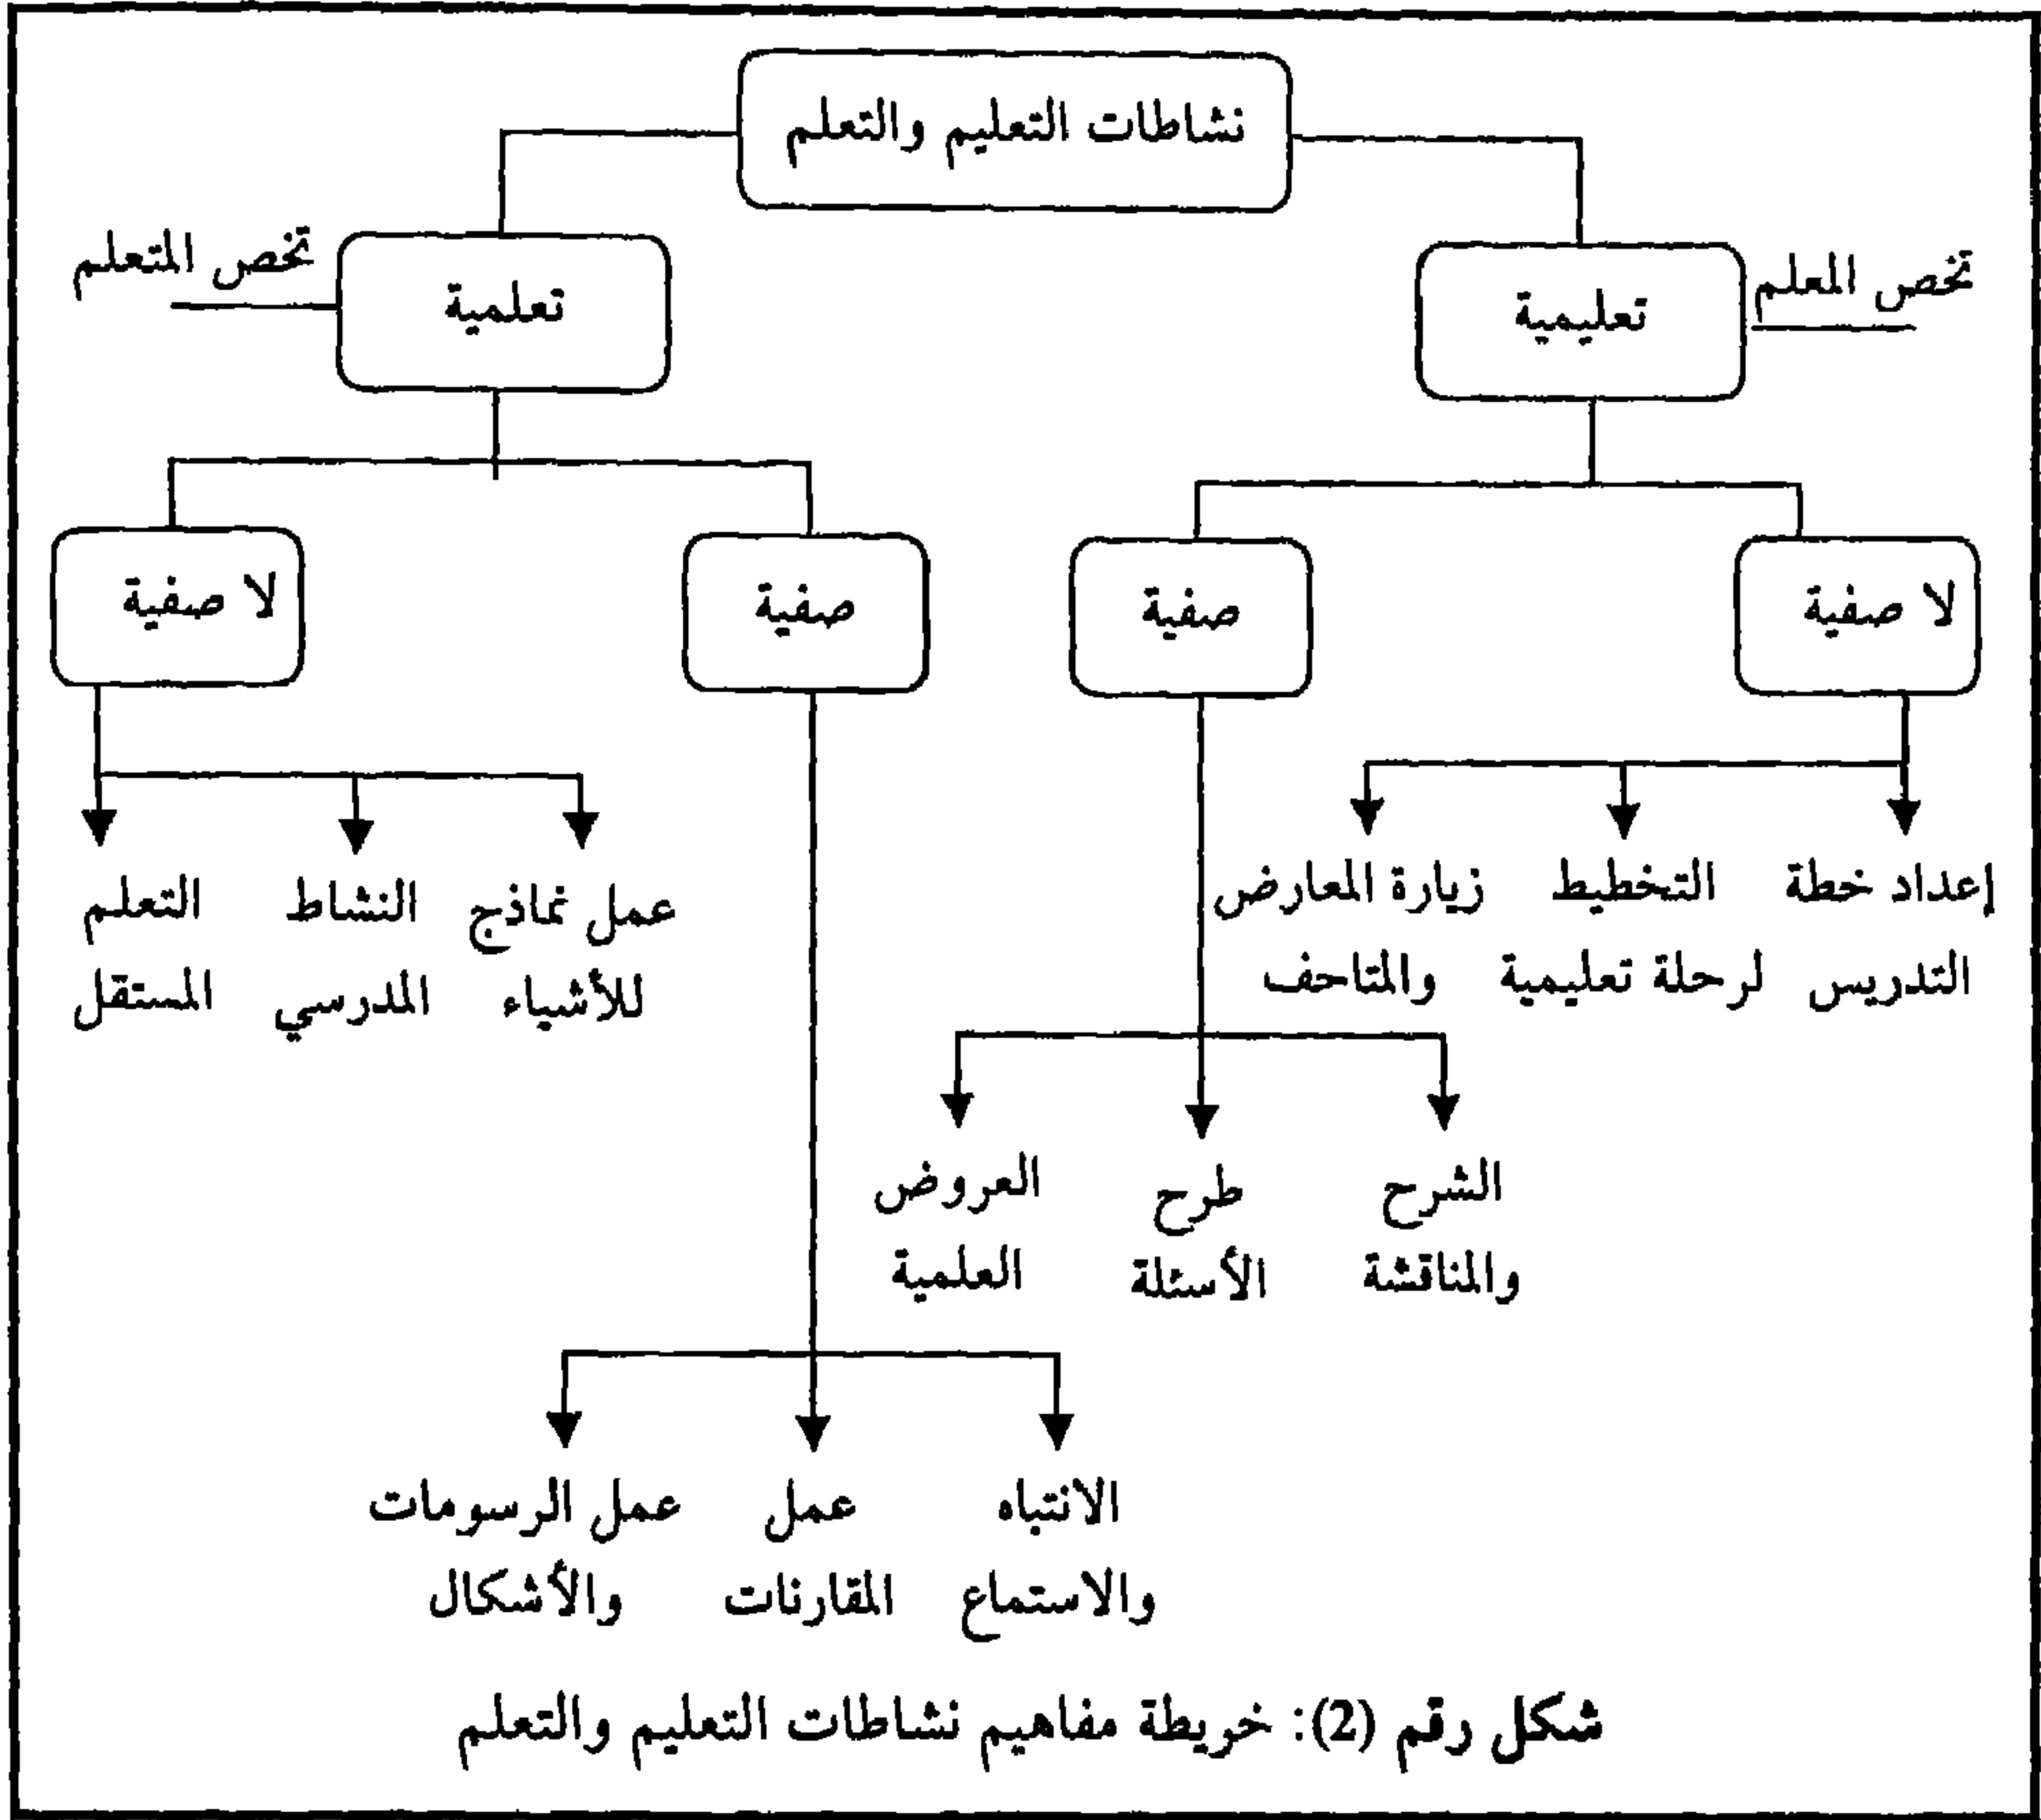 نشاطات التعليم والتعلم
تخص المعلم
تعليمية
تخص المتعلم
تعلمية
لا صفية
صفية
صفية
لا صفية
إعداد خطة
التدريس
التخطيط
لرحلة تعليمية
زيارة المعارض
والمتاحف
عمل نماذج
للأشياء
النشاط
المدرسي
التعلم
المستقل
الشرح
والمناقشة
طرح
الأسئلة
العروض
العلمية
الانتباه
والاستماع
عمل
المقارنات
عمل الرسومات
والأشكال
شكل رقم (2): خريطة مفاهيم نشاطات التعليم والتعلم